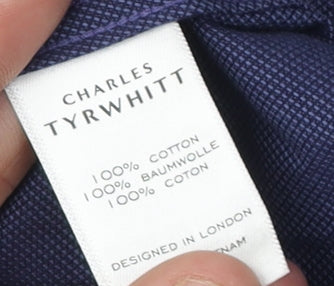 CHARLES
TYRWHITT
100% COTTON
100% BAUMWOLLE
100% COTON
DESIGNED IN LONDON